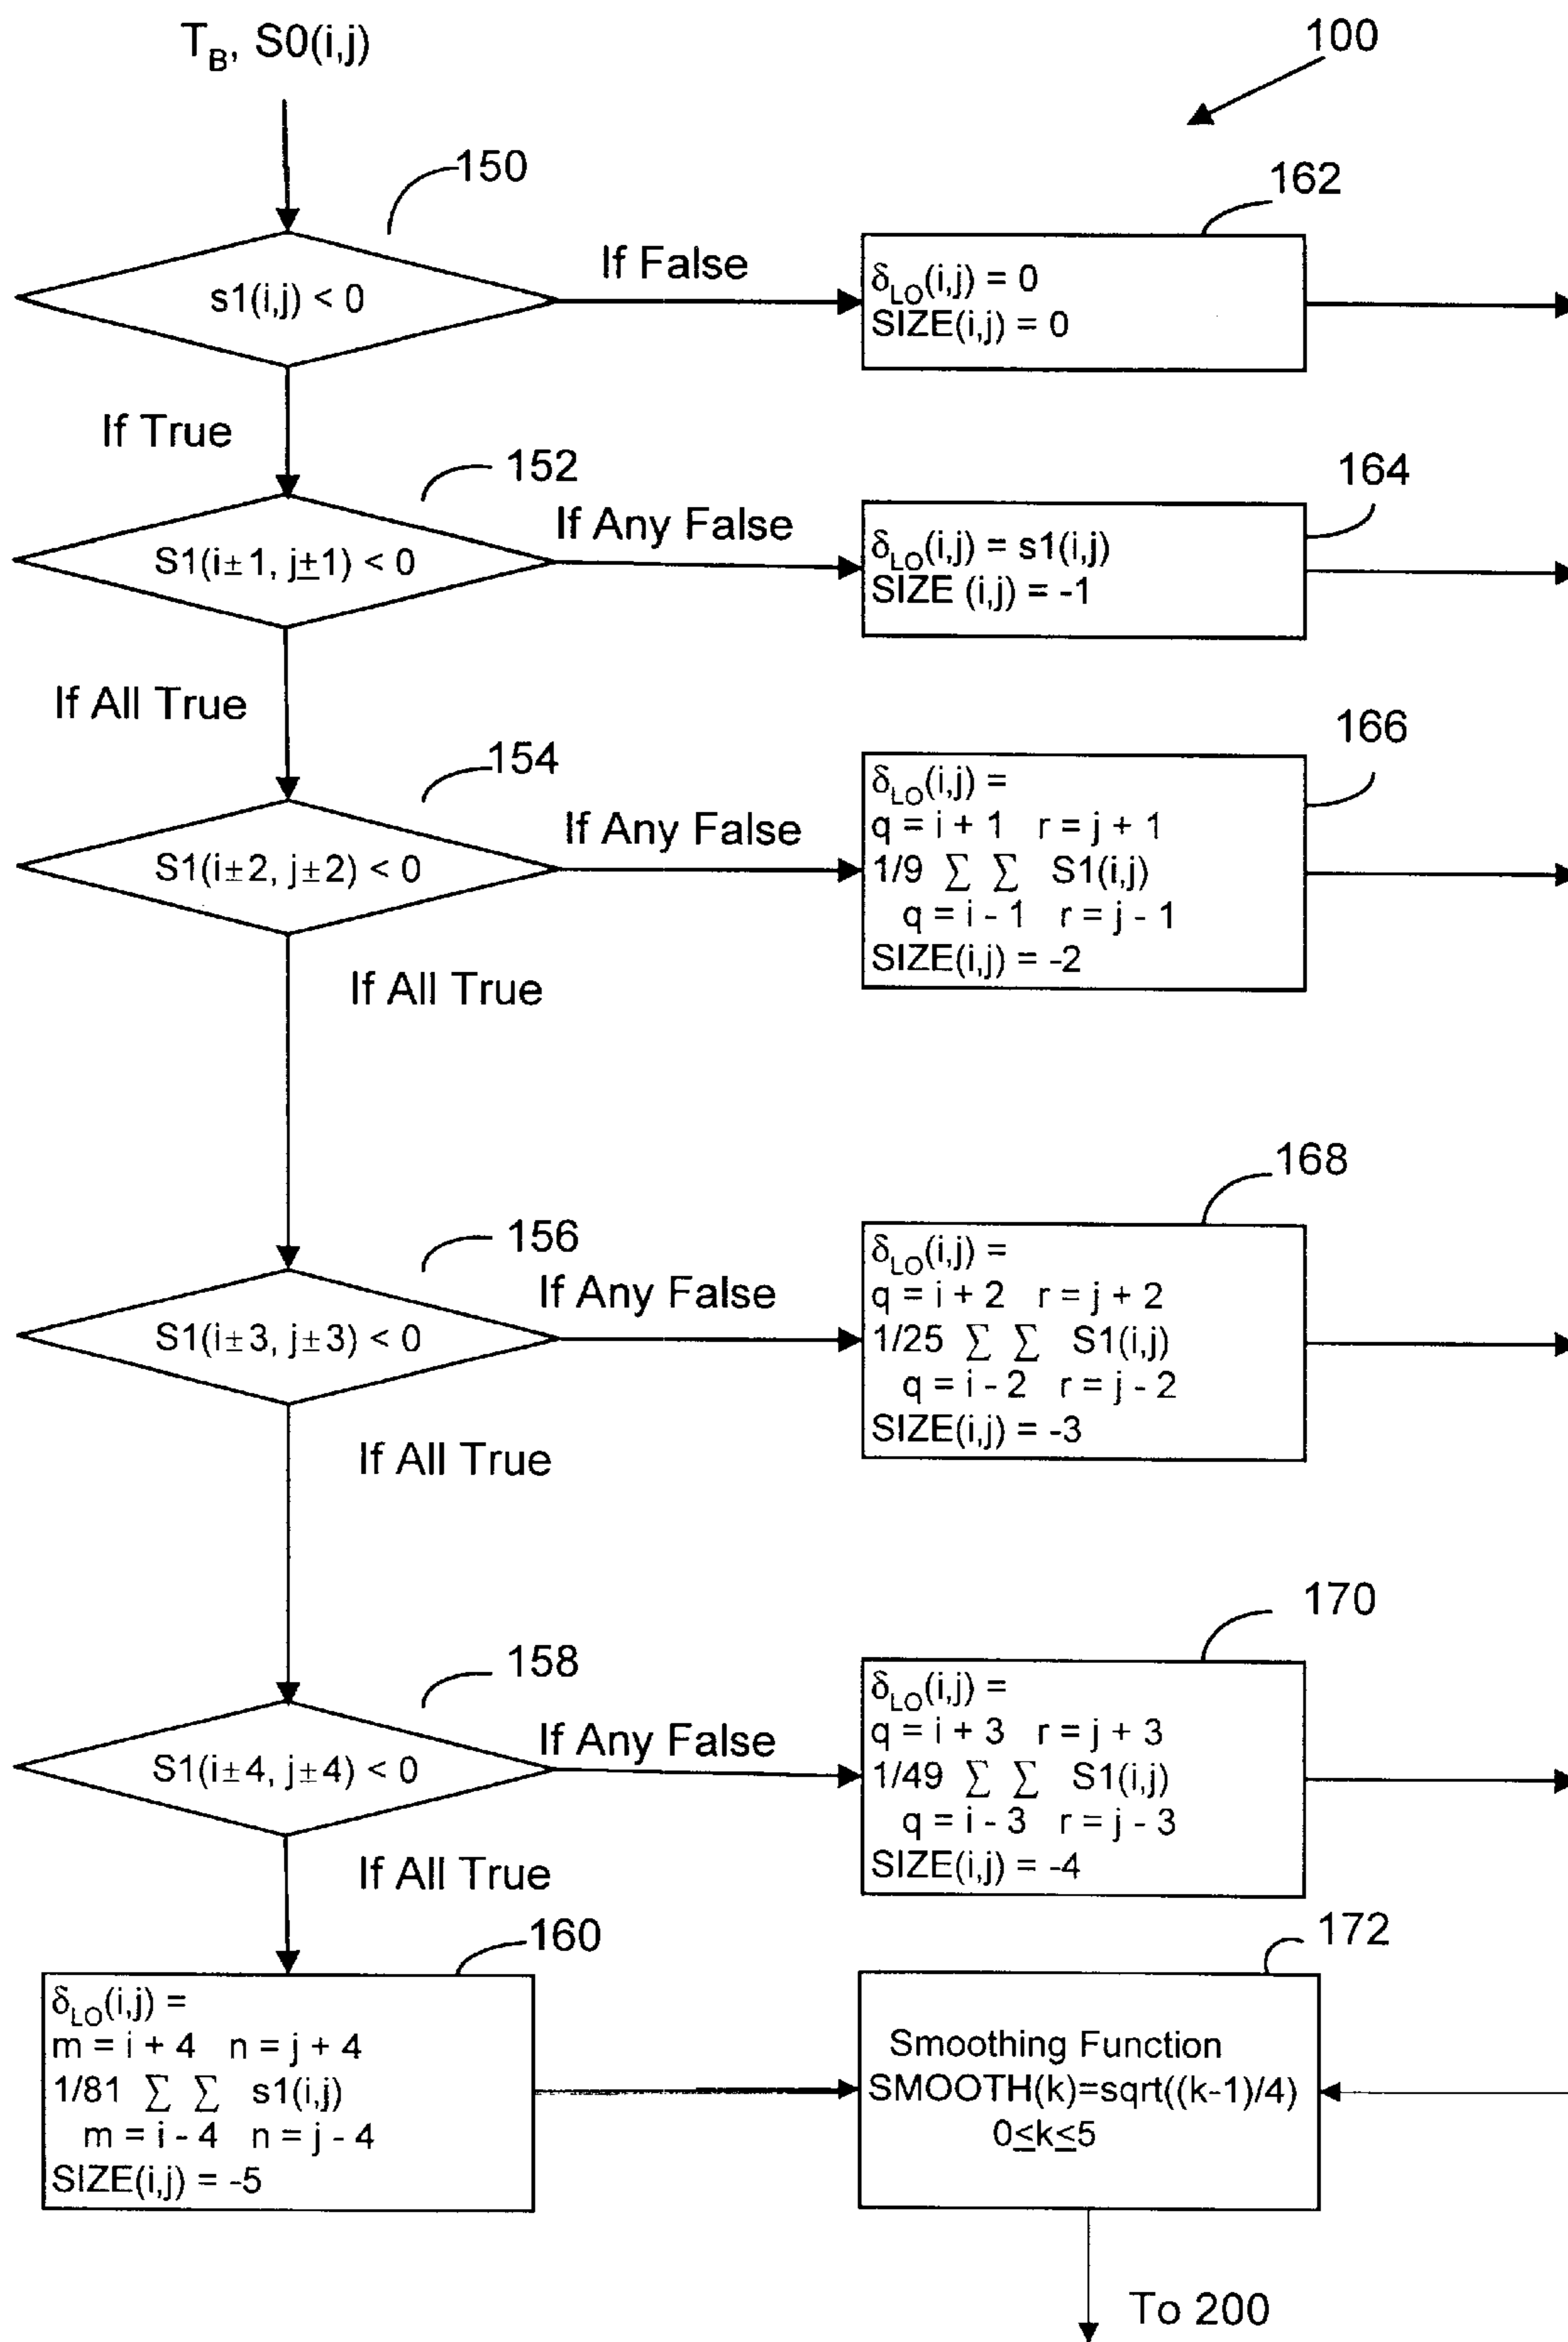 T_B, S0(i,j)
100
150
162
s1(i,j) < 0
If False
δ_LO(i,j) = 0
SIZE(i,j) = 0
If True
152
164
S1(i±1, j±1) < 0
If Any False
δ_LO(i,j) = s1(i,j)
SIZE (i,j) = -1
If All True
154
166
S1(i±2, j±2) < 0
If Any False
δ_LO(i,j) =
q = i + 1 r = j + 1
1/9 ∑ ∑ S1(i,j)
q = i - 1 r = j - 1
SIZE(i,j) = -2
If All True
156
168
S1(i±3, j±3) < 0
If Any False
δ_LO(i,j) =
q = i + 2 r = j + 2
1/25 ∑ ∑ S1(i,j)
q = i - 2 r = j - 2
SIZE(i,j) = -3
If All True
158
170
S1(i±4, j±4) < 0
If Any False
δ_LO(i,j) =
q = i + 3 r = j + 3
1/49 ∑ ∑ S1(i,j)
q = i - 3 r = j - 3
SIZE(i,j) = -4
If All True
160
172
δ_LO(i,j) =
m = i + 4 n = j + 4
1/81 ∑ ∑ s1(i,j)
m = i - 4 n = j - 4
SIZE(i,j) = -5
Smoothing Function
SMOOTH(k)=sqrt((k-1)/4)
0≤k≤5
To 200